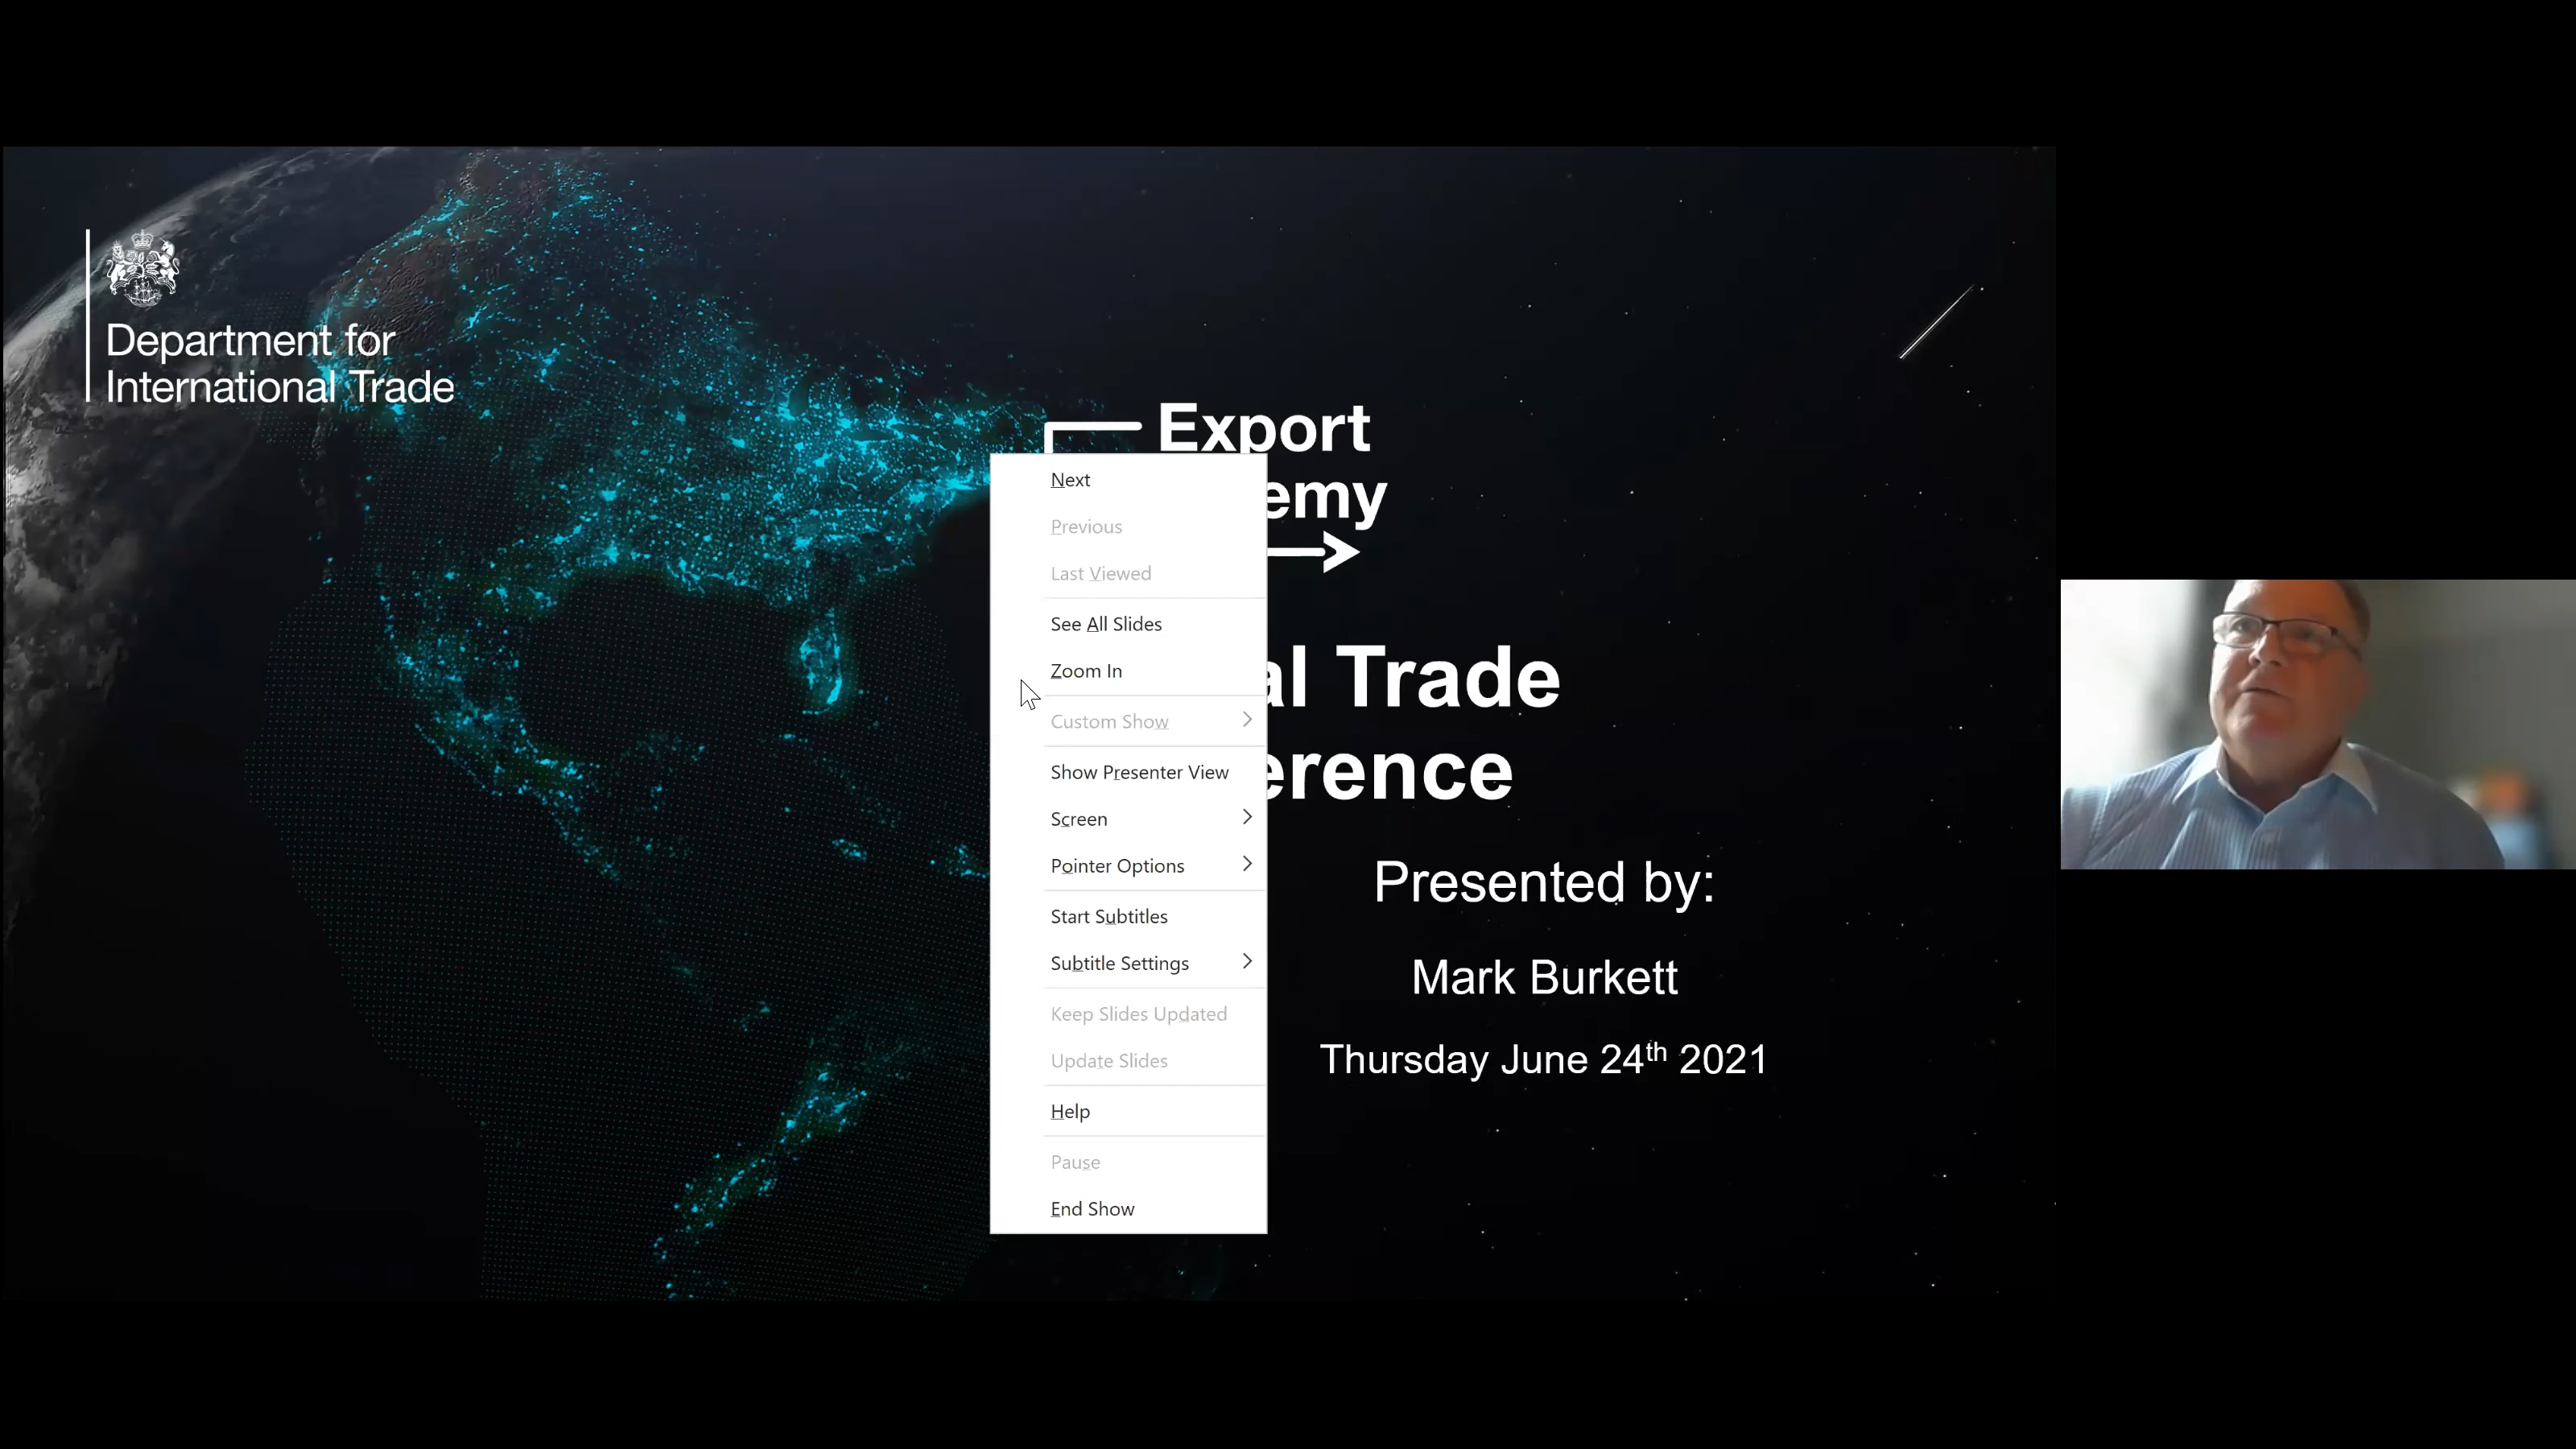 Department for
International Trade
Export
emy
al Trade
erence
Presented by:
Mark Burkett
Thursday June 24th 2021
Next
Previous
Last Viewed
See All Slides
Zoom In
Custom Show
Show Presenter View
Screen
Pointer Options
Start Subtitles
Subtitle Settings
Keep Slides Updated
Update Slides
Help
Pause
End Show